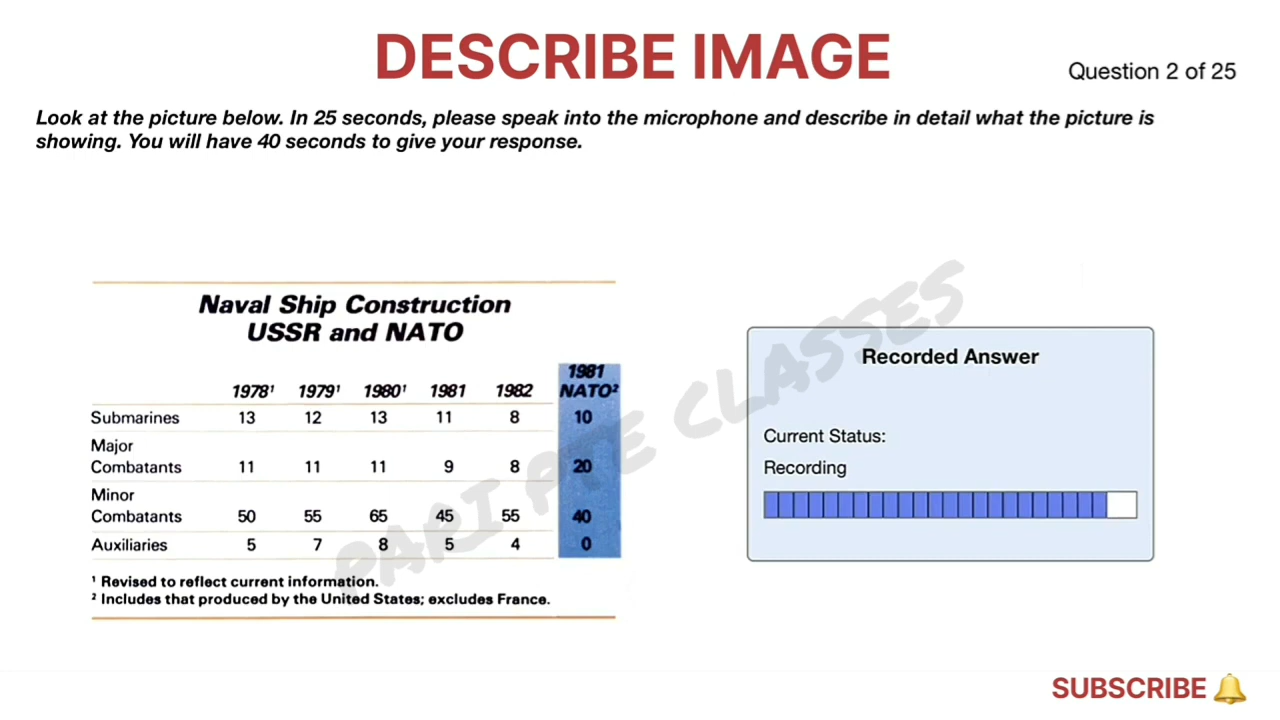 DESCRIBE IMAGE
Question 2 of 25
Look at the picture below. In 25 seconds, please speak into the microphone and describe in detail what the picture is
showing. You will have 40 seconds to give your response.
Naval Ship Construction
USSR and NATO
1978¹ 1979¹ 1980¹ 1981 1982 1981 NATO²
Submarines 13 12 13 11 8 10
Major
Combatants 11 11 11 9 8 20
Minor
Combatants 50 55 65 45 55 40
Auxiliaries 5 7 8 5 4 0
¹ Revised to reflect current information.
² Includes that produced by the United States; excludes France.
PARI PTE CLASSES
Recorded Answer
Current Status:
Recording
SUBSCRIBE